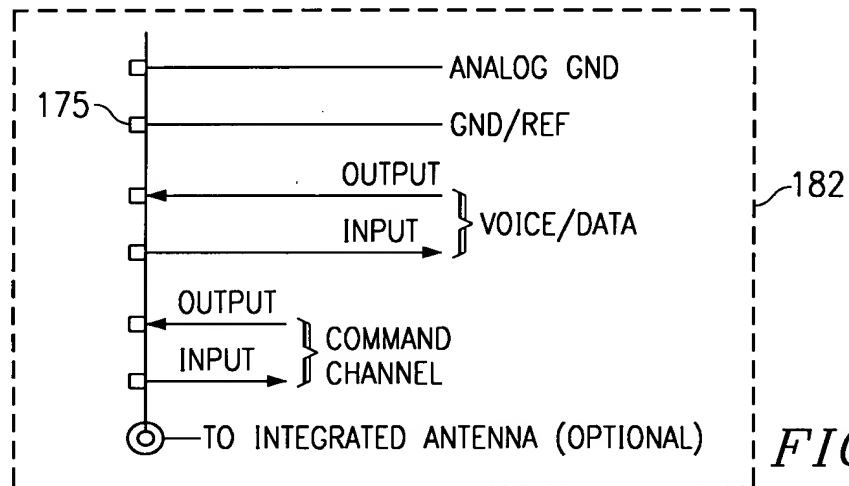 ANALOG GND
175
GND/REF
OUTPUT
182
VOICE/DATA
INPUT
OUTPUT
COMMAND
INPUT
CHANNEL
TO INTEGRATED ANTENNA (OPTIONAL)